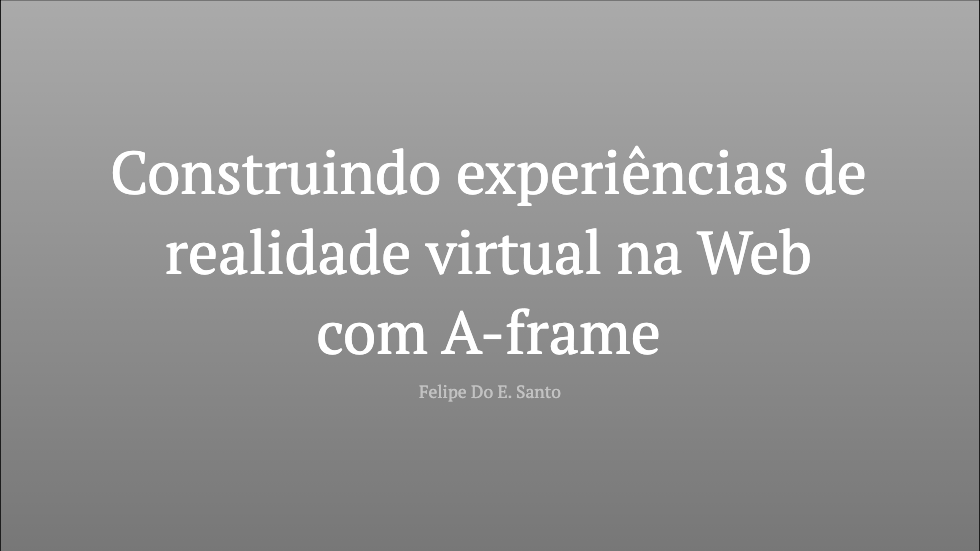 Construindo experiências de
realidade virtual na Web
com A-frame
Felipe Do E. Santo